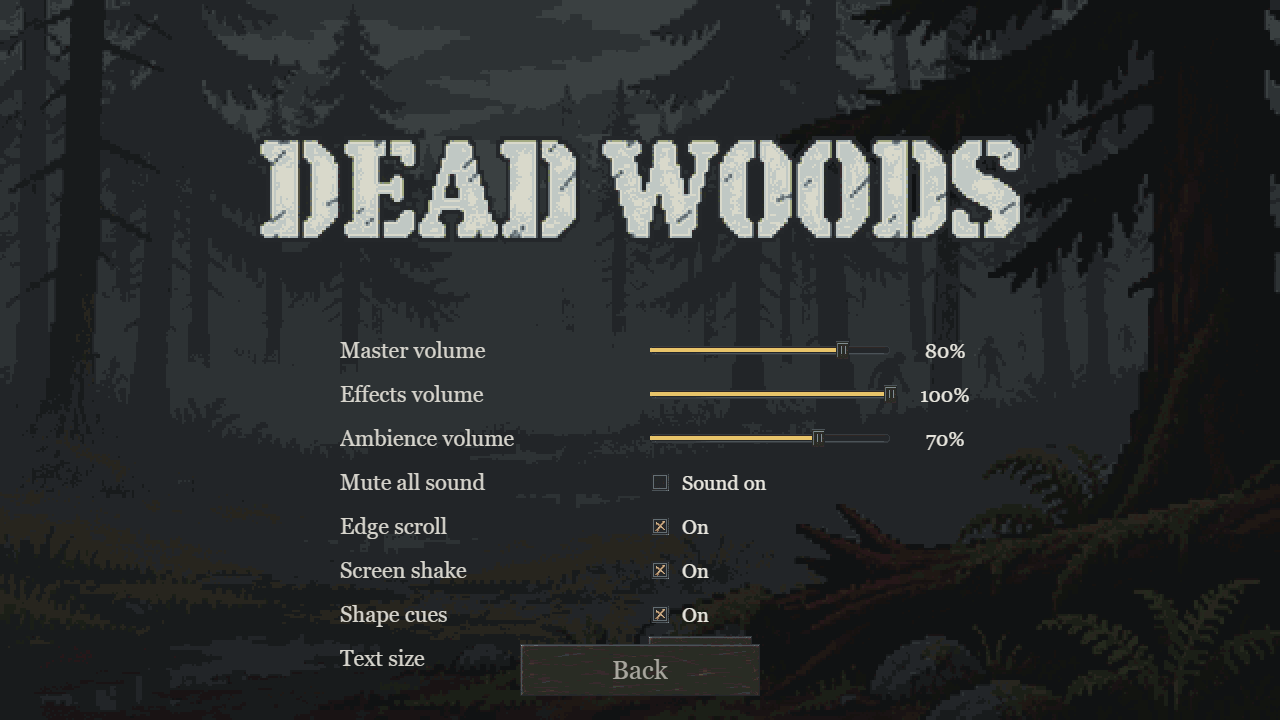 DEAD WOODS
Master volume 80%
Effects volume 100%
Ambience volume 70%
Mute all sound Sound on
Edge scroll On
Screen shake On
Shape cues On
Text size
Back